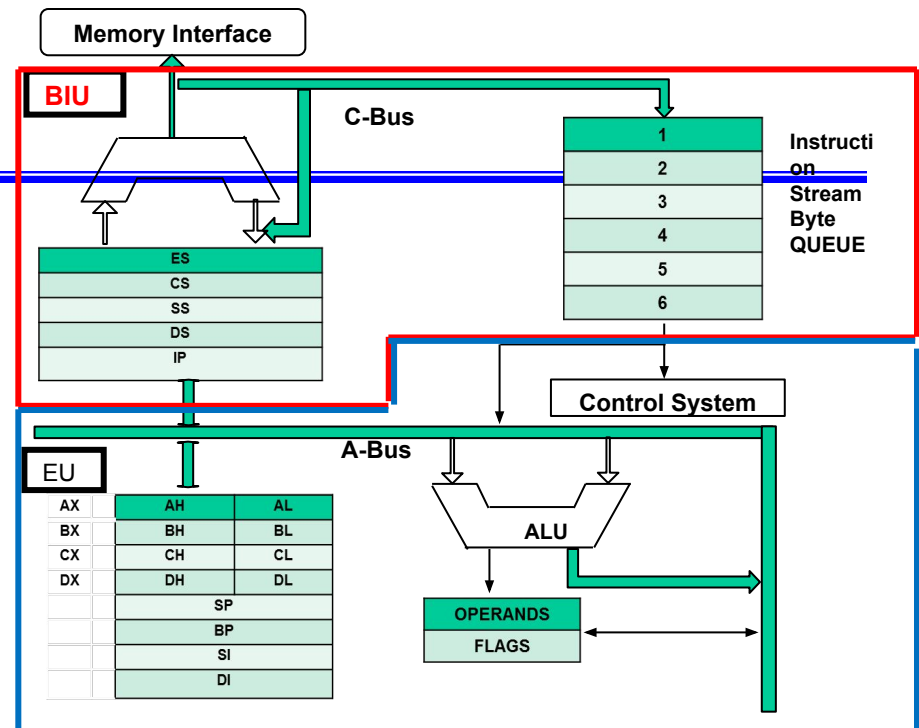 Memory Interface
BIU
C-Bus
1
2
3
4
5
6
Instructi
on
Stream
Byte
QUEUE
ES
CS
SS
DS
IP
Control System
A-Bus
EU
AX AH AL
BX BH BL
CX CH CL
DX DH DL
SP
BP
SI
DI
ALU
OPERANDS
FLAGS